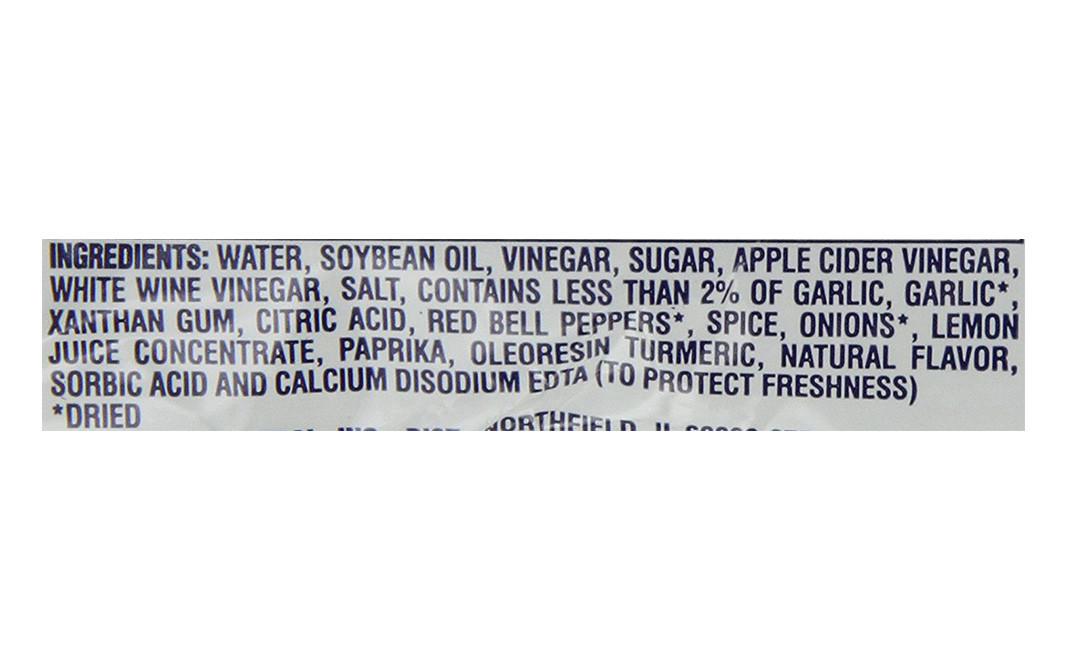 INGREDIENTS: WATER, SOYBEAN OIL, VINEGAR, SUGAR, APPLE CIDER VINEGAR,
WHITE WINE VINEGAR, SALT, CONTAINS LESS THAN 2% OF GARLIC, GARLIC*,
XANTHAN GUM, CITRIC ACID, RED BELL PEPPERS*, SPICE, ONIONS*, LEMON
JUICE CONCENTRATE, PAPRIKA, OLEORESIN TURMERIC, NATURAL FLAVOR,
SORBIC ACID AND CALCIUM DISODIUM EDTA (TO PROTECT FRESHNESS)
*DRIED
NORTHFIELD, IL